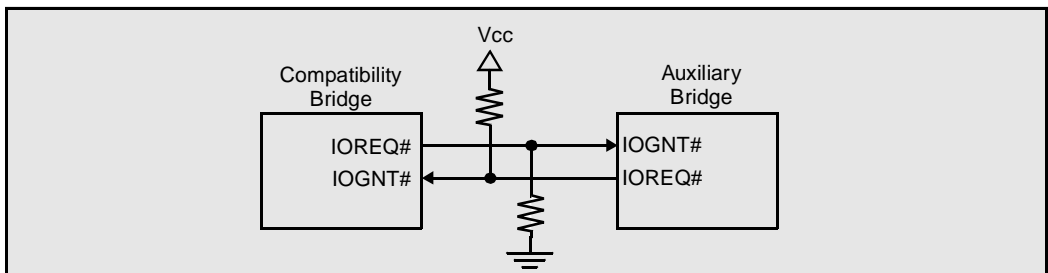 Vcc
Compatibility
Bridge
Auxiliary
Bridge
IOREQ#
IOGNT#
IOGNT#
IOREQ#